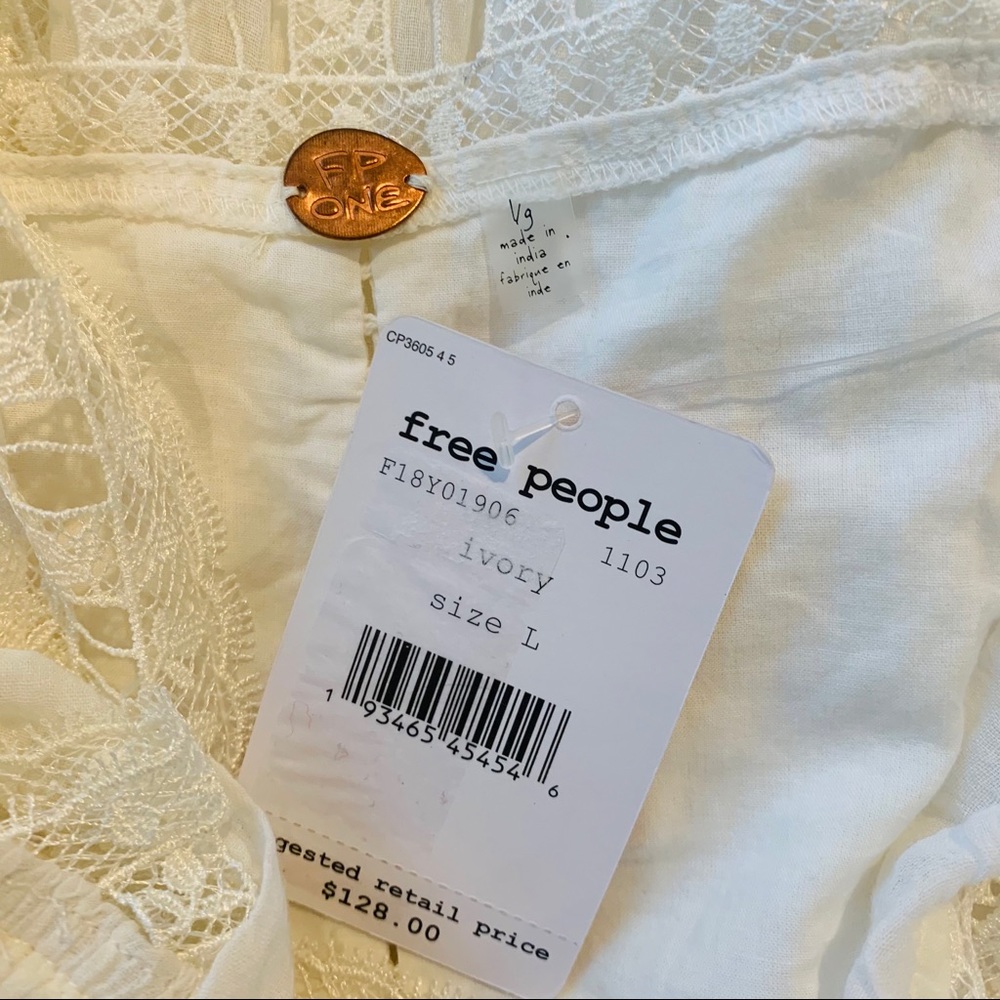 FP
ONE
Vg
made in
india
fabrique en
inde
CP3605 4 5
free people
F18Y01906 1103
ivory
size L
1 93465 45454 6
gested retail price
$128.00